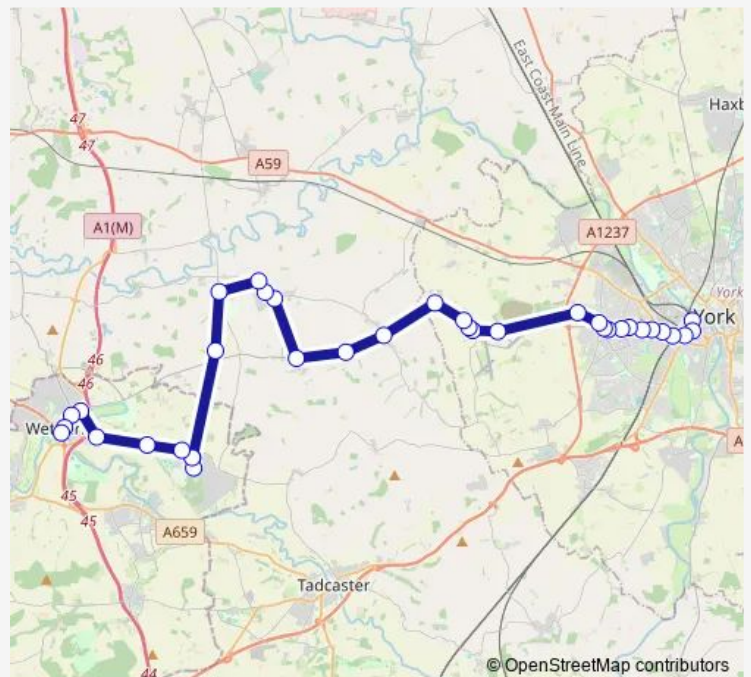 East Coast Main Line
Haxb
47
47
A59
A1(M)
A1237
York
York
46
46
Wet
45
45
A659
A
Tadcaster
44
© OpenStreetMap contributors